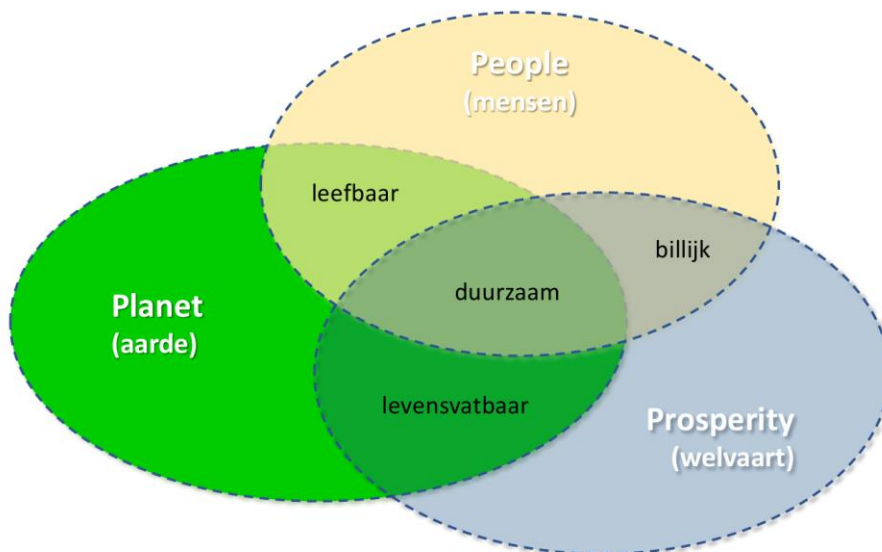 People
(mensen)
leefbaar
billijk
duurzaam
Planet
(aarde)
levensvatbaar
Prosperity
(welvaart)